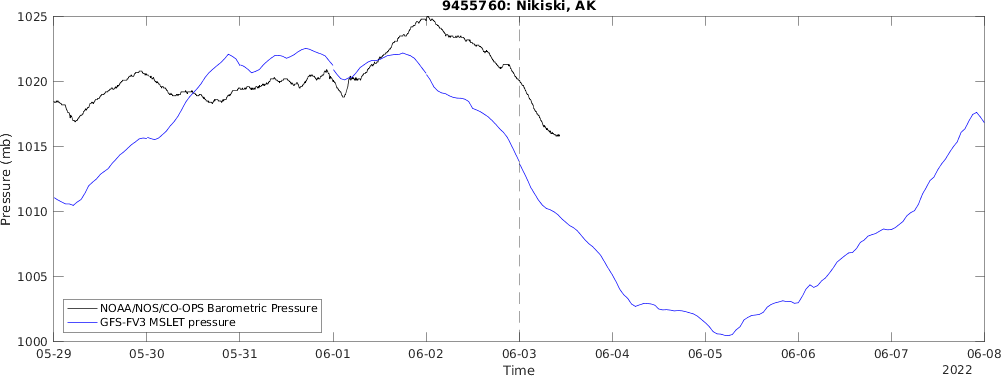 9455760: Nikiski, AK
1025
1020
1015
1010
1005
1000
Pressure (mb)
NOAA/NOS/CO-OPS Barometric Pressure
GFS-FV3 MSLET pressure
05-29 05-30 05-31 06-01 06-02 06-03 06-04 06-05 06-06 06-07 06-08
Time
2022